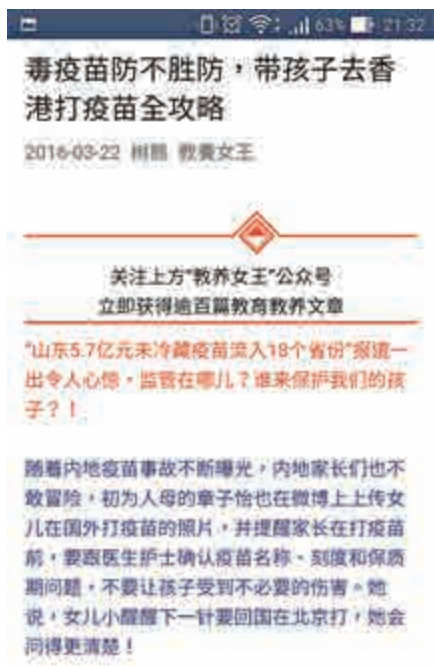 63% 21:32
毒疫苗防不胜防，带孩子去香
港打疫苗全攻略
2016-03-22 树熊 教養女王
关注上方“教养女王”公众号
立即获得逾百篇教育教养文章
“山东5.7亿元未冷藏疫苗流入18个省份”报道一
出令人心惊，监管在哪儿？谁来保护我们的孩
子？！
随着内地疫苗事故不断曝光，内地家长们也不
敢冒险，初为人母的章子怡也在微博上上传女
儿在国外打疫苗的照片，并提醒家长在打疫苗
前，要跟医生护士确认疫苗名称、刻度和保质
期问题，不要让孩子受到不必要的伤害。她
说，女儿小醒醒下一针要回国在北京打，她会
问得更清楚！